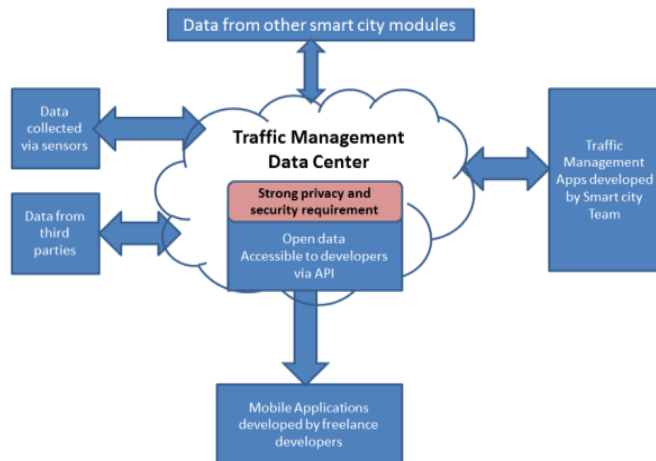 Data from other smart city modules
Data
collected
via sensors
Traffic Management
Data Center
Strong privacy and
security requirement
Open data
Accessible to developers
via API
Data from
third
parties
Traffic
Management
Apps developed
by Smart city
Team
Mobile Applications
developed by freelance
developers